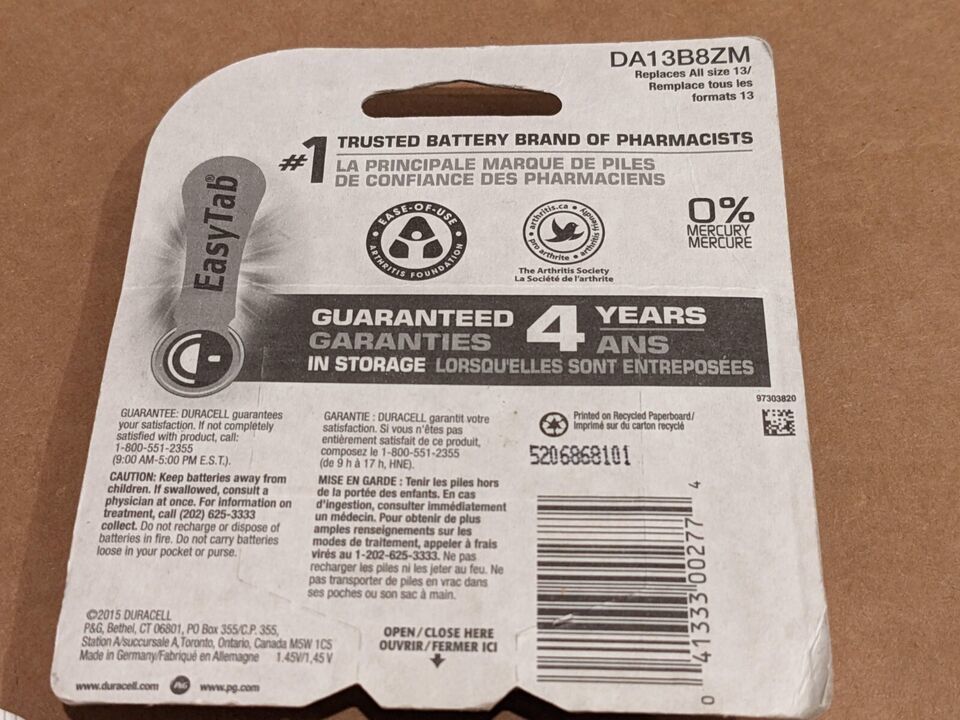 DA13B8ZM
Replaces All size 13/
Remplace tous les
formats 13
#1 TRUSTED BATTERY BRAND OF PHARMACISTS
LA PRINCIPALE MARQUE DE PILES
DE CONFIANCE DES PHARMACIENS
EasyTab®
EASE-OF-USE
ARTHRITIS FOUNDATION
arthritis.ca • arthritis friendly • pro arthrite •
The Arthritis Society
La Société de l'arthrite
0%
MERCURY
MERCURE
GUARANTEED 4 YEARS
GARANTIES ANS
IN STORAGE LORSQU'ELLES SONT ENTREPOSÉES
97303820
GUARANTEE: DURACELL guarantees
your satisfaction. If not completely
satisfied with product, call:
1-800-551-2355
(9:00 AM-5:00 PM E.S.T.).
CAUTION: Keep batteries away from
children. If swallowed, consult a
physician at once. For information on
treatment, call (202) 625-3333
collect. Do not recharge or dispose of
batteries in fire. Do not carry batteries
loose in your pocket or purse.
GARANTIE : DURACELL garantit votre
satisfaction. Si vous n'êtes pas
entièrement satisfait de ce produit,
composez le 1-800-551-2355
(de 9 h à 17 h, HNE).
MISE EN GARDE : Tenir les piles hors
de la portée des enfants. En cas
d'ingestion, consulter immédiatement
un médecin. Pour obtenir de plus
amples renseignements sur les
modes de traitement, appeler à frais
virés au 1-202-625-3333. Ne pas
recharger les piles ni les jeter au feu. Ne
pas transporter de piles en vrac dans
ses poches ou son sac à main.
Printed on Recycled Paperboard/
Imprimé sur du carton recyclé
5206868101
0 41333 00277 4
©2015 DURACELL
P&G, Bethel, CT 06801, PO Box 355/C.P. 355,
Station A/succursale A, Toronto, Ontario, Canada M5W 1C5
Made in Germany/Fabriqué en Allemagne 1.45V/1,45 V
www.duracell.com P&G www.pg.com
OPEN/CLOSE HERE
OUVRIR/FERMER ICI